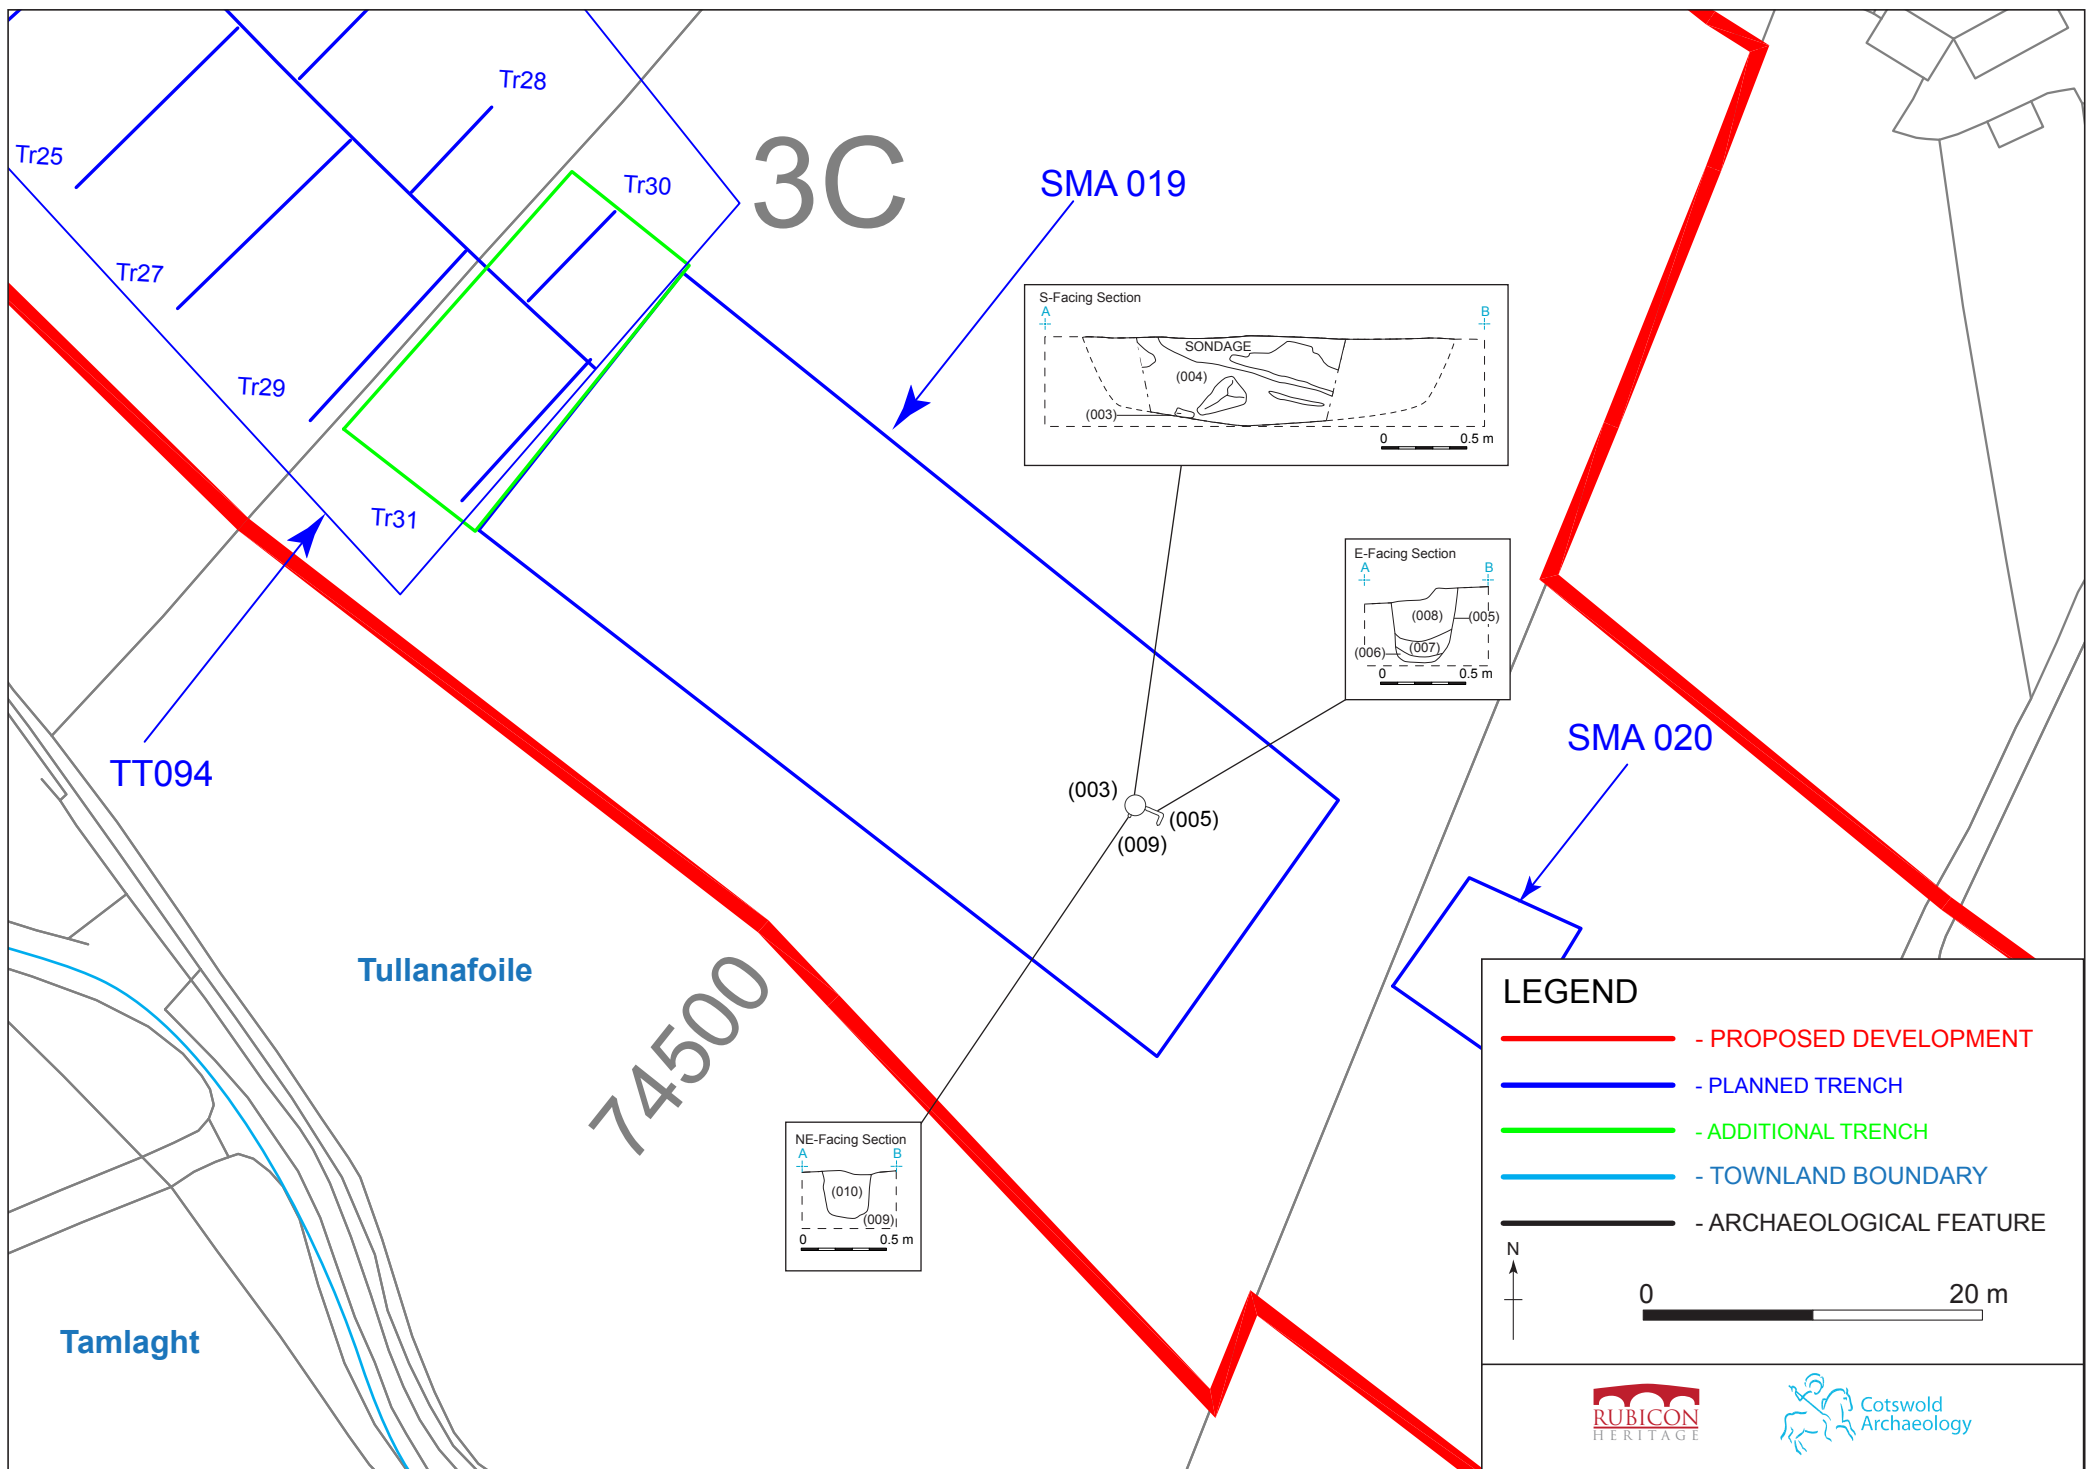 Tr28
Tr25
3C
Tr30
SMA 019
Tr27
S-Facing Section
A
B
SONDAGE
(004)
(003)
0
0.5 m
Tr29
Tr31
E-Facing Section
A
B
(008)
(005)
(007)
(006)
0
0.5 m
TT094
SMA 020
(003)
(005)
(009)
Tullanafoile
74500
NE-Facing Section
A
B
(010)
(009)
0
0.5 m
Tamlaght
LEGEND
- PROPOSED DEVELOPMENT
- PLANNED TRENCH
- ADDITIONAL TRENCH
- TOWNLAND BOUNDARY
- ARCHAEOLOGICAL FEATURE
N
0
20 m
RUBICON
HERITAGE
Cotswold
Archaeology